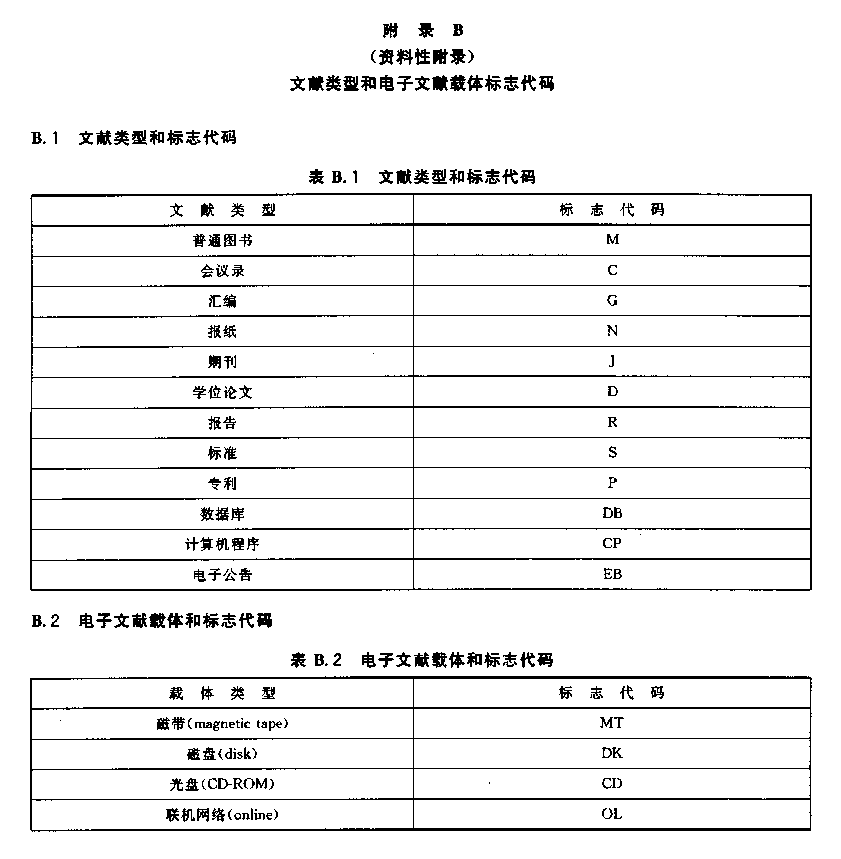 附 录 B
(资料性附录)
文献类型和电子文献载体标志代码
B.1 文献类型和标志代码
表 B.1 文献类型和标志代码
文 献 类 型 标 志 代 码
普通图书 M
会议录 C
汇编 G
报纸 N
期刊 J
学位论文 D
报告 R
标准 S
专利 P
数据库 DB
计算机程序 CP
电子公告 EB
B.2 电子文献载体和标志代码
表 B.2 电子文献载体和标志代码
载 体 类 型 标 志 代 码
磁带(magnetic tape) MT
磁盘(disk) DK
光盘(CD-ROM) CD
联机网络(online) OL